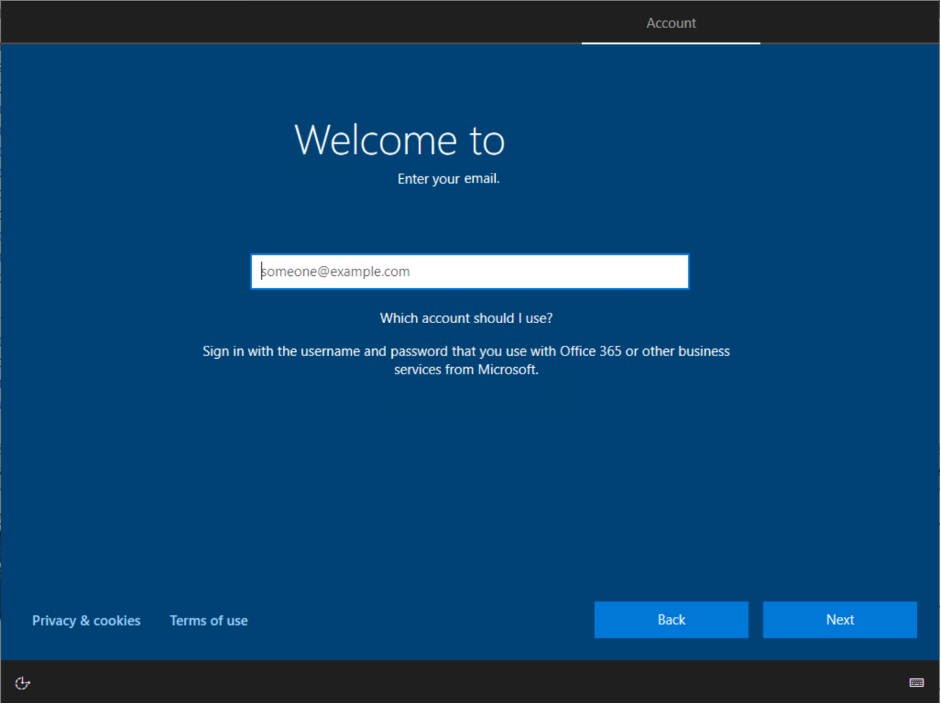 Account
Welcome to
Enter your email.
someone@example.com
Which account should I use?
Sign in with the username and password that you use with Office 365 or other business
services from Microsoft.
Privacy & cookies
Terms of use
Back
Next